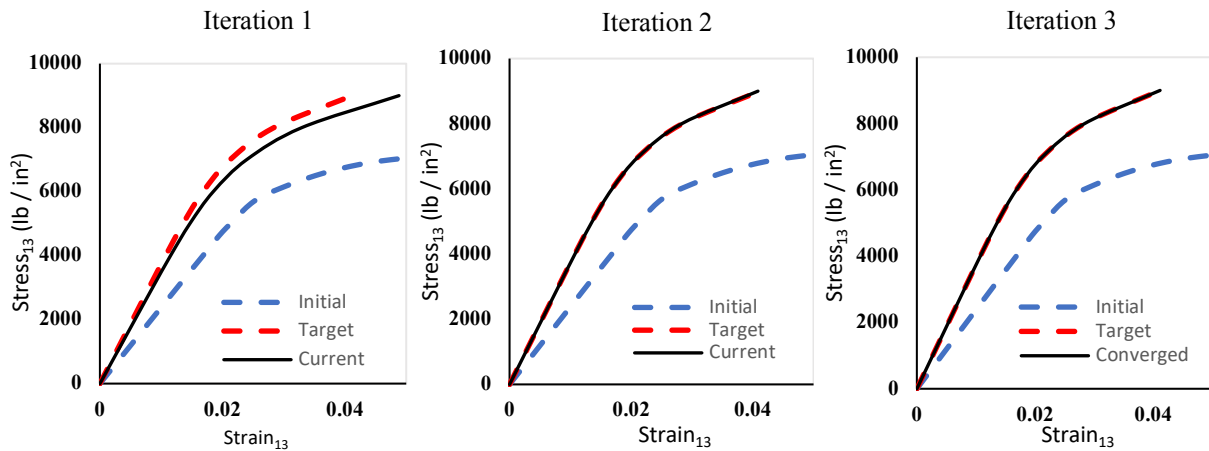 Iteration 1
Stress13 (lb / in2)
10000
8000
6000
4000
2000
0
Initial
Target
Current
0 0.02 0.04
Strain13
Iteration 2
Stress13 (lb / in2)
10000
8000
6000
4000
2000
0
Initial
Target
Current
0 0.02 0.04
Strain13
Iteration 3
Stress13 (lb / in2)
10000
8000
6000
4000
2000
0
Initial
Target
Converged
0 0.02 0.04
Strain13